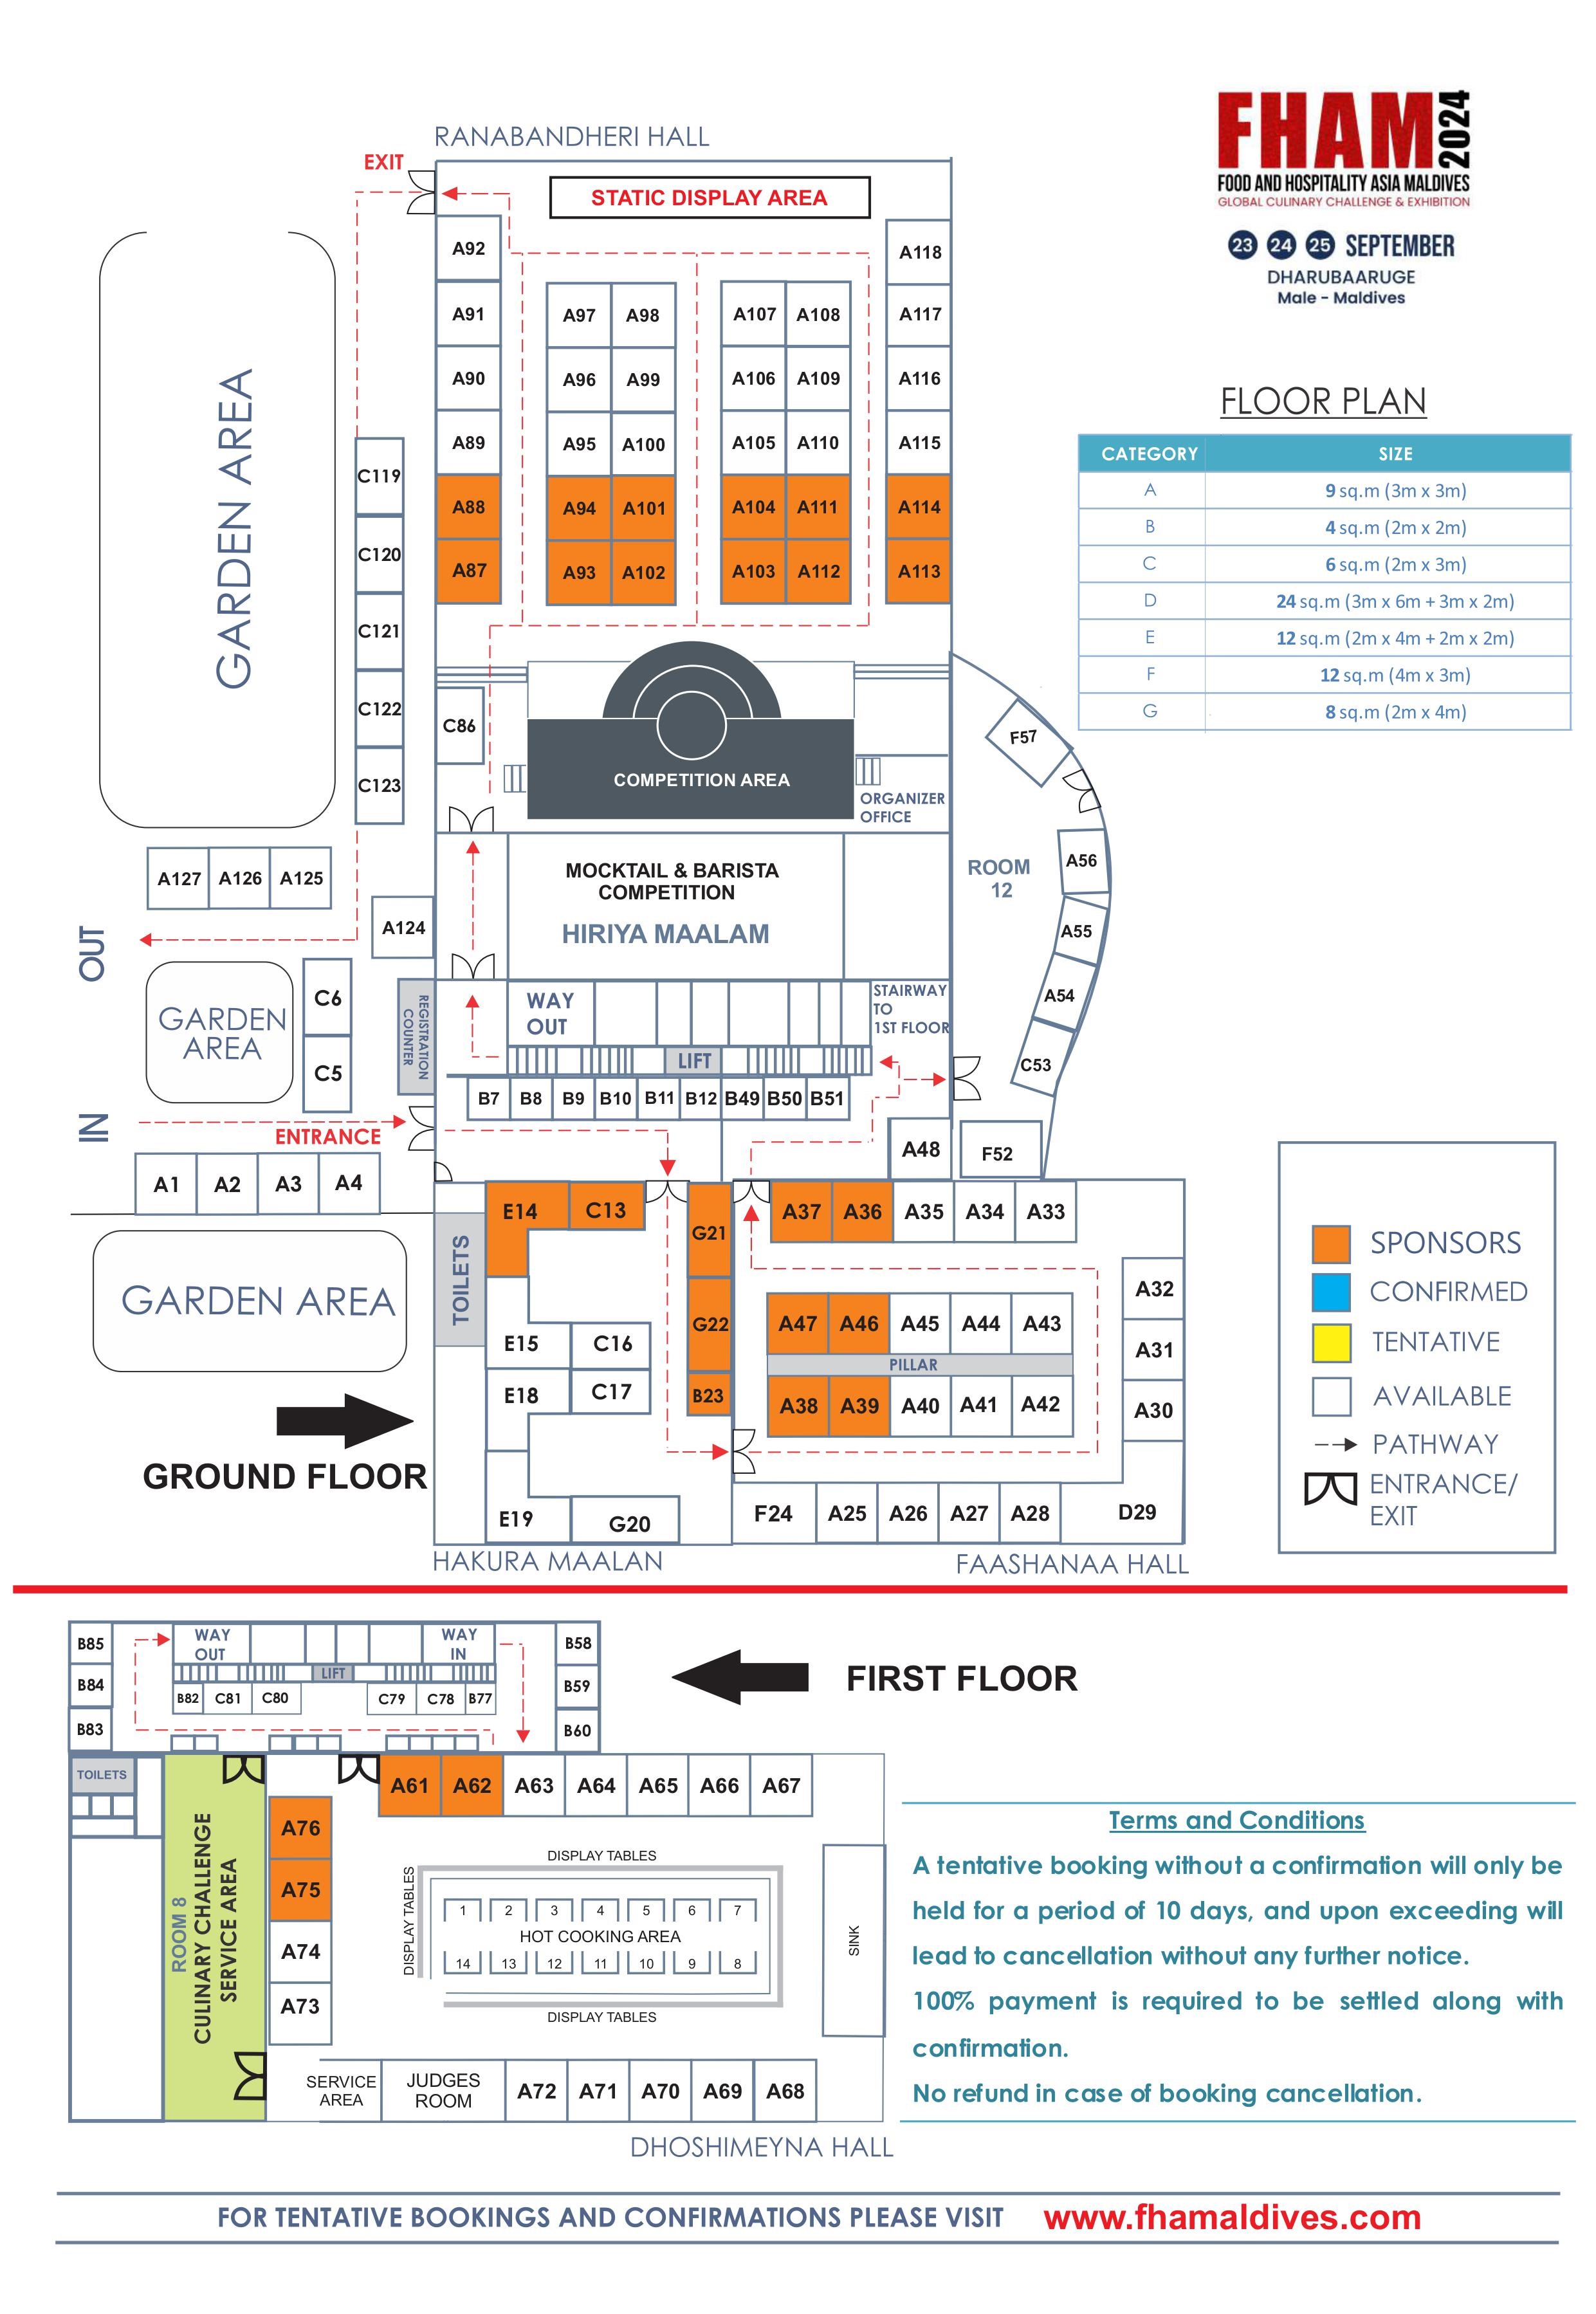 FHAM 2024
FOOD AND HOSPITALITY ASIA MALDIVES
GLOBAL CULINARY CHALLENGE & EXHIBITION
23 24 25 SEPTEMBER
DHARUBAARUGE
Male - Maldives
RANABANDHERI HALL
EXIT
STATIC DISPLAY AREA
A92
A91
A90
A89
A88
A87
A97 A98
A96 A99
A95 A100
A94 A101
A93 A102
A107 A108
A106 A109
A105 A110
A104 A111
A103 A112
A118
A117
A116
A115
A114
A113
GARDEN AREA
C119
C120
C121
C122
C123
C86
COMPETITION AREA
ORGANIZER
OFFICE
FLOOR PLAN
CATEGORY SIZE
A 9 sq.m (3m x 3m)
B 4 sq.m (2m x 2m)
C 6 sq.m (2m x 3m)
D 24 sq.m (3m x 6m + 3m x 2m)
E 12 sq.m (2m x 4m + 2m x 2m)
F 12 sq.m (4m x 3m)
G 8 sq.m (2m x 4m)
F57
A56
A55
A54
C53
ROOM
12
MOCKTAIL & BARISTA
COMPETITION
HIRIYA MAALAM
A127 A126 A125
A124
OUT
GARDEN
AREA
C6
C5
REGISTRATION
COUNTER
WAY
OUT
STAIRWAY
TO
1ST FLOOR
LIFT
B7 B8 B9 B10 B11 B12 B49 B50 B51
IN
ENTRANCE
A48
F52
A1 A2 A3 A4
GARDEN AREA
TOILETS
E14 C13
G21
G22
B23
E15 C16
E18 C17
E19 G20
A37 A36 A35 A34 A33
A32
A31
A30
A47 A46 A45 A44 A43
PILLAR
A38 A39 A40 A41 A42
F24 A25 A26 A27 A28 D29
GROUND FLOOR
HAKURA MAALAN
FAASHANAA HALL
SPONSORS
CONFIRMED
TENTATIVE
AVAILABLE
PATHWAY
ENTRANCE/
EXIT
B85
B84
B83
WAY
OUT
WAY
IN
LIFT
B82 C81 C80 C79 C78 B77
B58
B59
B60
FIRST FLOOR
TOILETS
ROOM 8
CULINARY CHALLENGE
SERVICE AREA
A61 A62 A63 A64 A65 A66 A67
A76
A75
A74
A73
DISPLAY TABLES
DISPLAY TABLES
1 2 3 4 5 6 7
HOT COOKING AREA
14 13 12 11 10 9 8
DISPLAY TABLES
SINK
SERVICE
AREA
JUDGES
ROOM
A72 A71 A70 A69 A68
DHOSHIMEYNA HALL
Terms and Conditions
A tentative booking without a confirmation will only be
held for a period of 10 days, and upon exceeding will
lead to cancellation without any further notice.
100% payment is required to be settled along with
confirmation.
No refund in case of booking cancellation.
FOR TENTATIVE BOOKINGS AND CONFIRMATIONS PLEASE VISIT www.fhamaldives.com